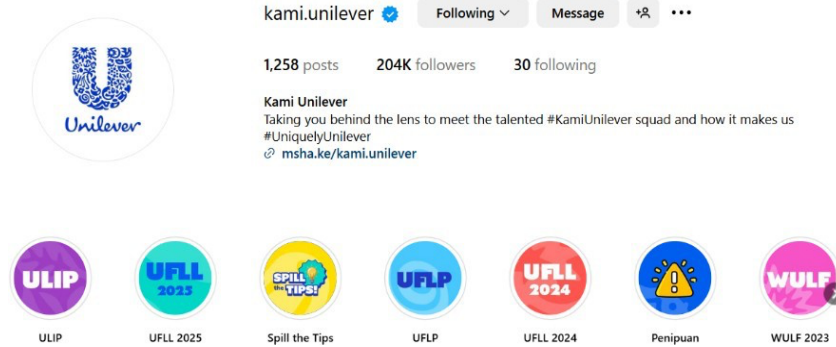 kami.unilever Following Message
1,258 posts 204K followers 30 following
Unilever
Kami Unilever
Taking you behind the lens to meet the talented #KamiUnilever squad and how it makes us
#UniquelyUnilever
msha.ke/kami.unilever
ULIP
UFLL
2025
SPILL
the TIPS!
UFLP
UFLL
2024
WULF
ULIP UFLL 2025 Spill the Tips UFLP UFLL 2024 Penipuan WULF 2023